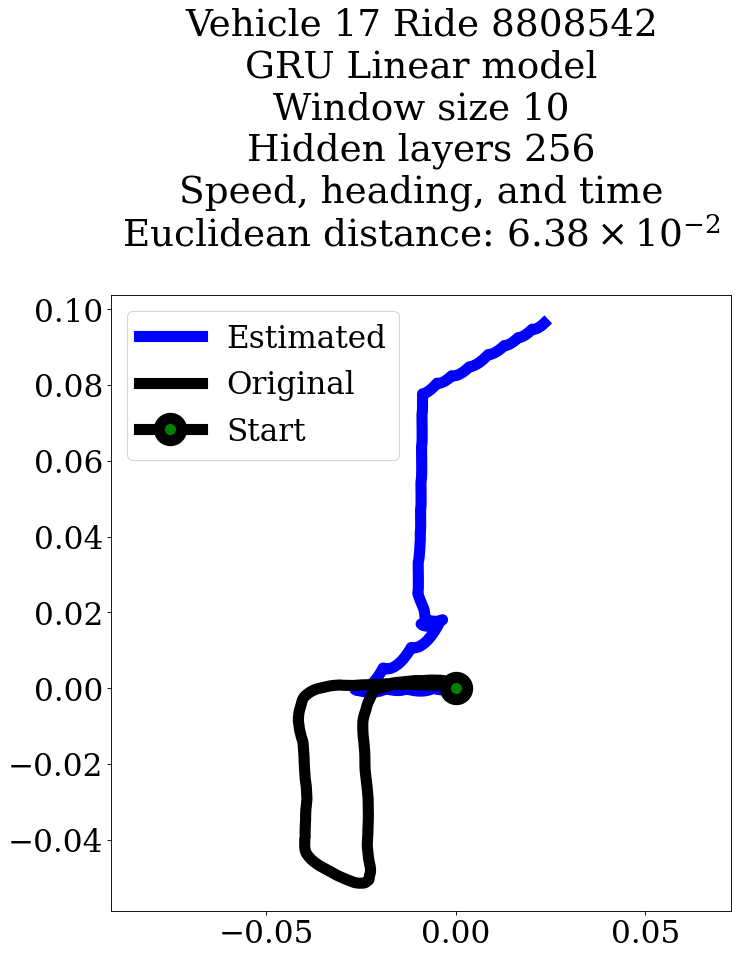 Vehicle 17 Ride 8808542
GRU Linear model
Window size 10
Hidden layers 256
Speed, heading, and time
Euclidean distance: 6.38 × 10⁻²
Estimated
Original
Start
0.10
0.08
0.06
0.04
0.02
0.00
−0.02
−0.04
−0.05
0.00
0.05